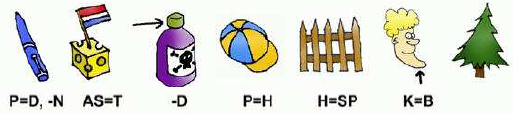 P=D, -N AS=T -D P=H H=SP K=B